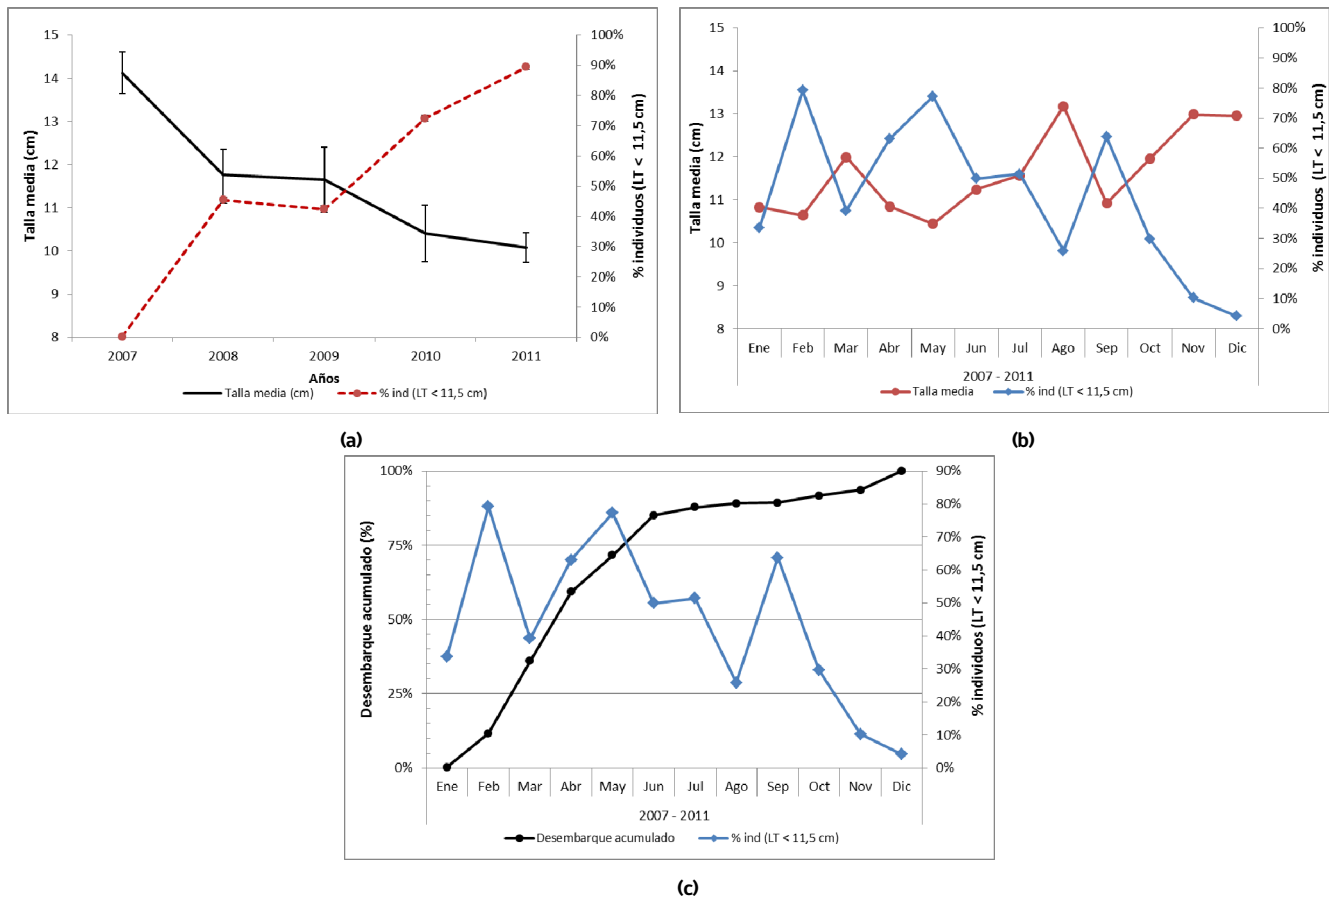 15
14
13
12
11
10
9
8
Talla media (cm)
100%
90%
80%
70%
60%
50%
40%
30%
20%
10%
0%
% individuos (LT < 11,5 cm)
2007 2008 2009 2010 2011
Años
Talla media (cm) % ind (LT < 11,5 cm)
(a)
15
14
13
12
11
10
9
8
Talla media (cm)
100%
90%
80%
70%
60%
50%
40%
30%
20%
10%
0%
% individuos (LT < 11,5 cm)
Ene Feb Mar Abr May Jun Jul Ago Sep Oct Nov Dic
2007 - 2011
Talla media % ind (LT < 11,5 cm)
(b)
100%
75%
50%
25%
0%
Desembarque acumulado (%)
90%
80%
70%
60%
50%
40%
30%
20%
10%
0%
% individuos (LT < 11,5 cm)
Ene Feb Mar Abr May Jun Jul Ago Sep Oct Nov Dic
2007 - 2011
Desembarque acumulado % ind (LT < 11,5 cm)
(c)